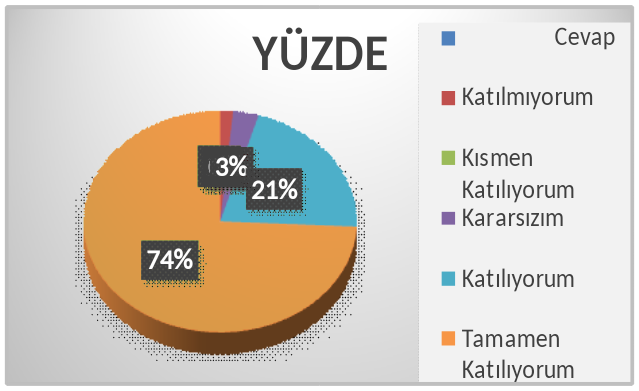 YÜZDE
3%
21%
74%
Cevap
Katılmıyorum
Kısmen
Katılıyorum
Kararsızım
Katılıyorum
Tamamen
Katılıyorum